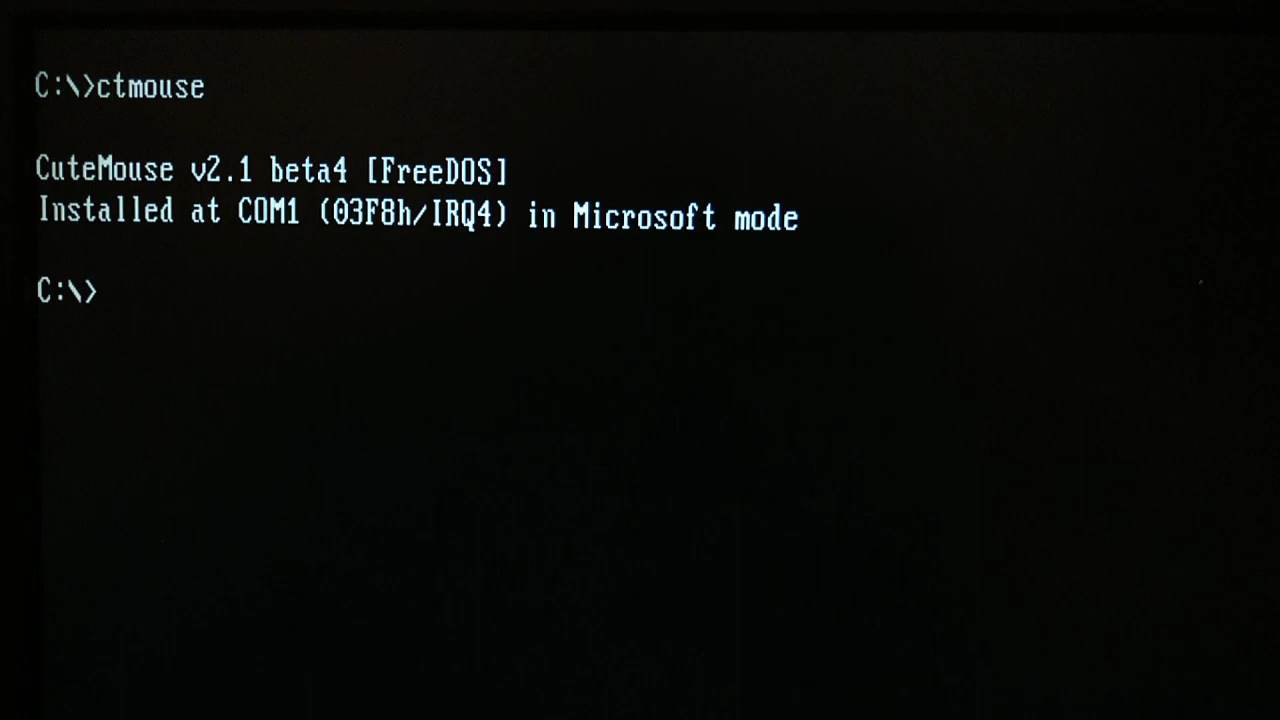 C:\>ctmouse
CuteMouse v2.1 beta4 [FreeDOS]
Installed at COM1 (03F8h/IRQ4) in Microsoft mode
C:\>